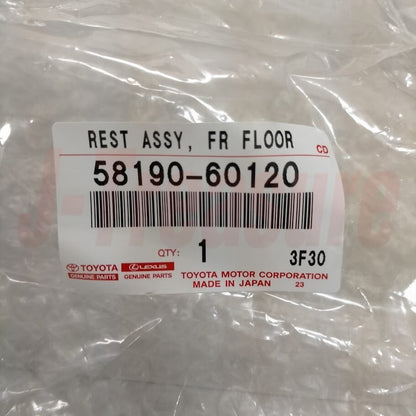 REST ASSY, FR FLOOR
CD
58190-60120
QTY: 1 3F30
TOYOTA LEXUS TOYOTA MOTOR CORPORATION
GENUINE PARTS GENUINE PARTS MADE IN JAPAN 23